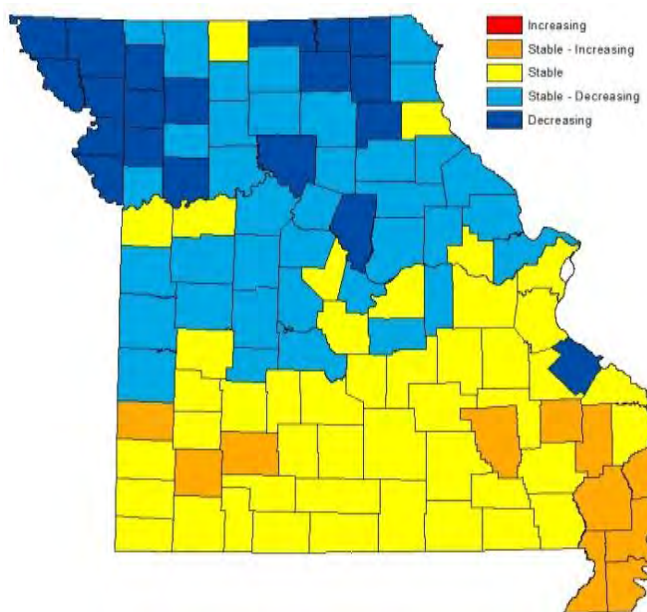 Increasing
Stable - Increasing
Stable
Stable - Decreasing
Decreasing